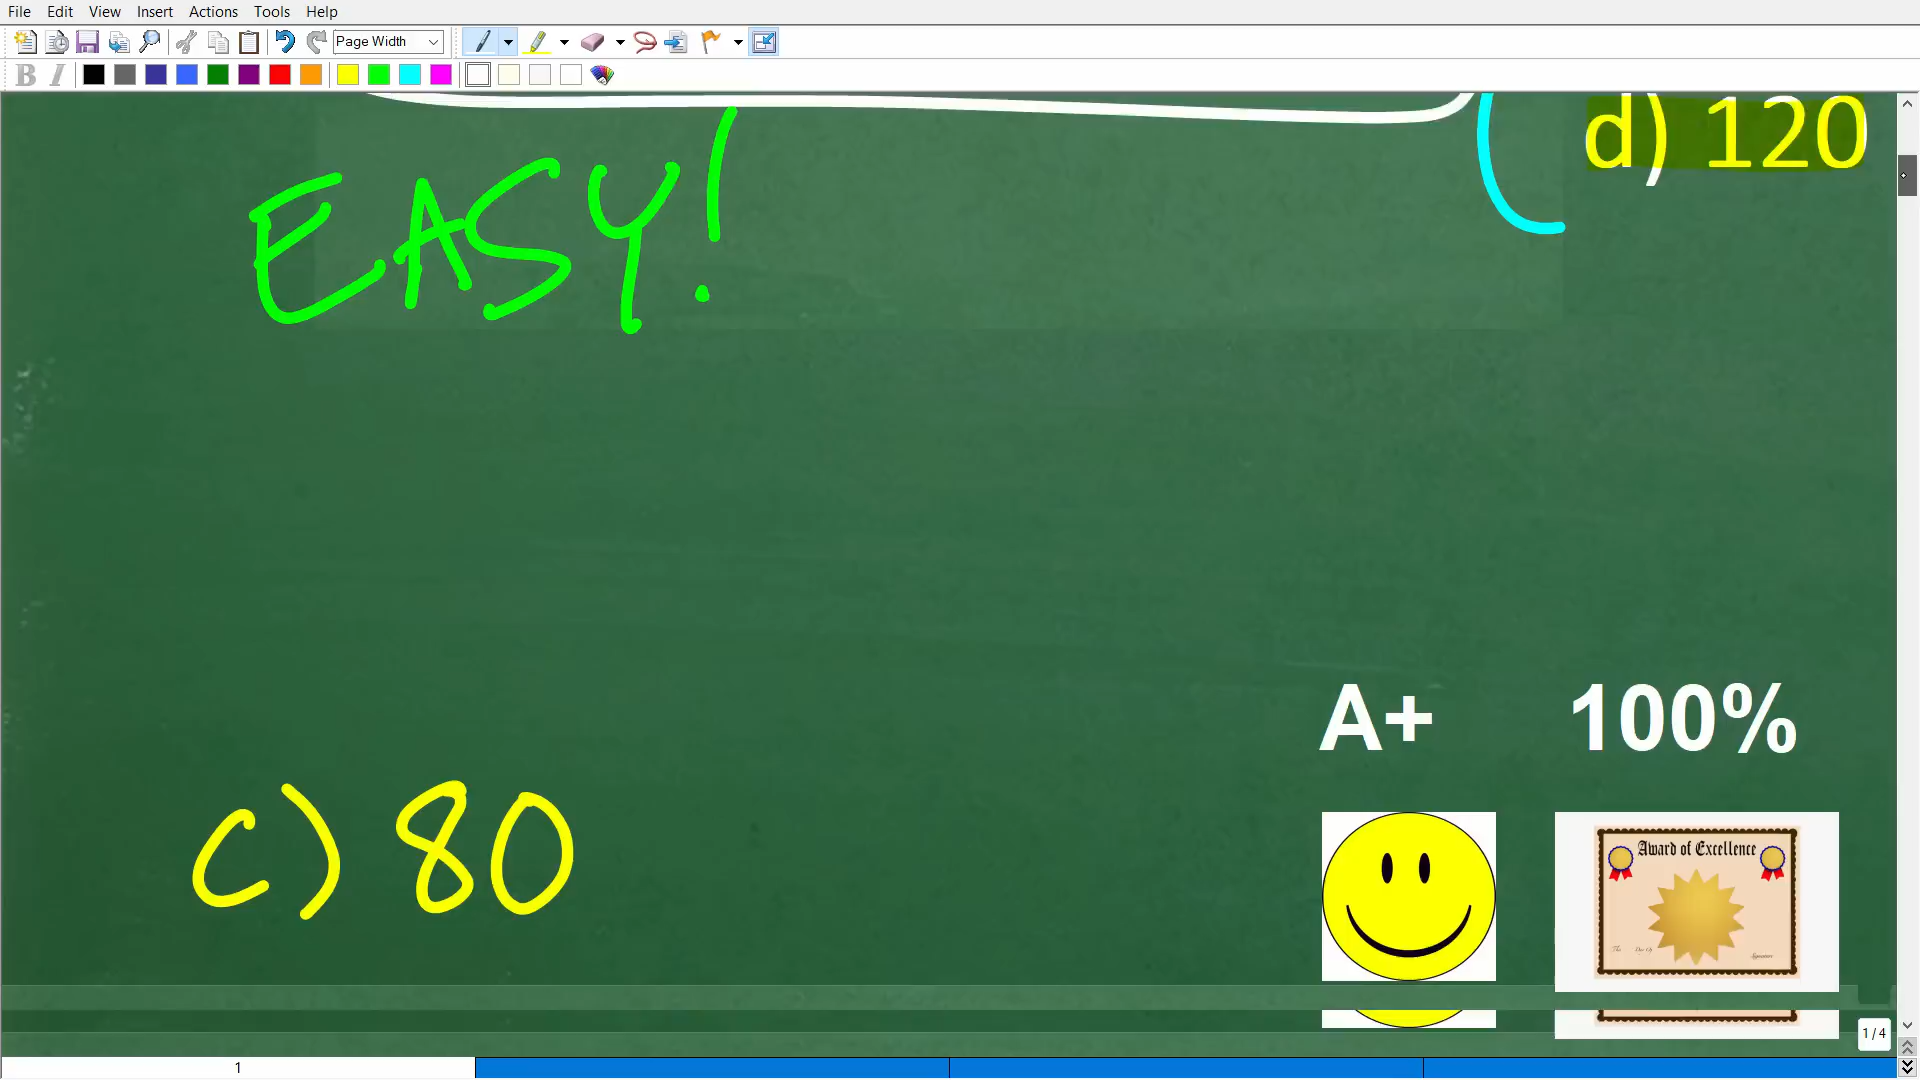 File Edit View Insert Actions Tools Help
Page Width
B I
d) 120
EASY!
A+ 100%
c) 80
Award of Excellence
1 / 4
1